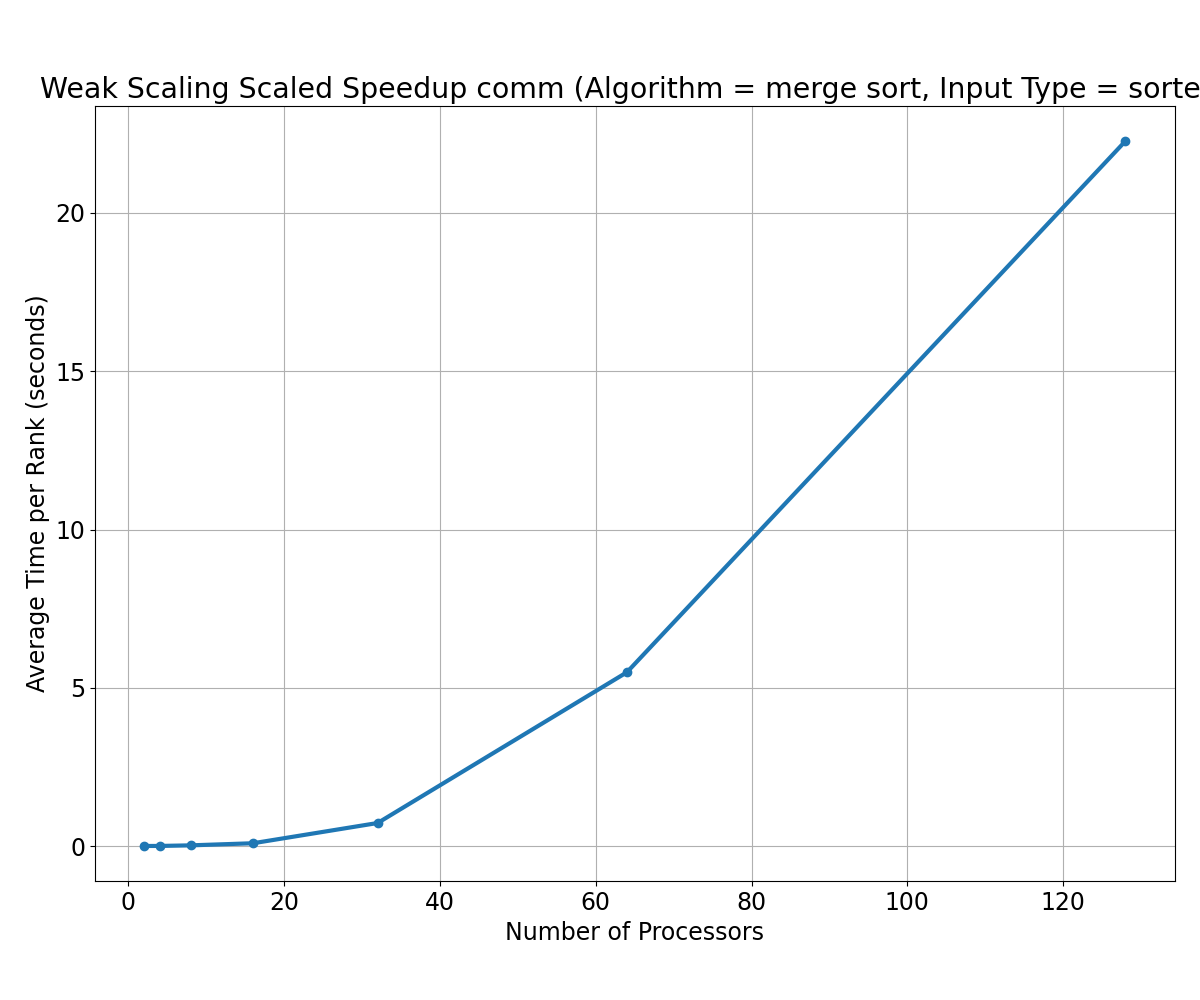 Weak Scaling Scaled Speedup comm (Algorithm = merge sort, Input Type = sorte
Average Time per Rank (seconds)
20
15
10
5
0
0 20 40 60 80 100 120
Number of Processors